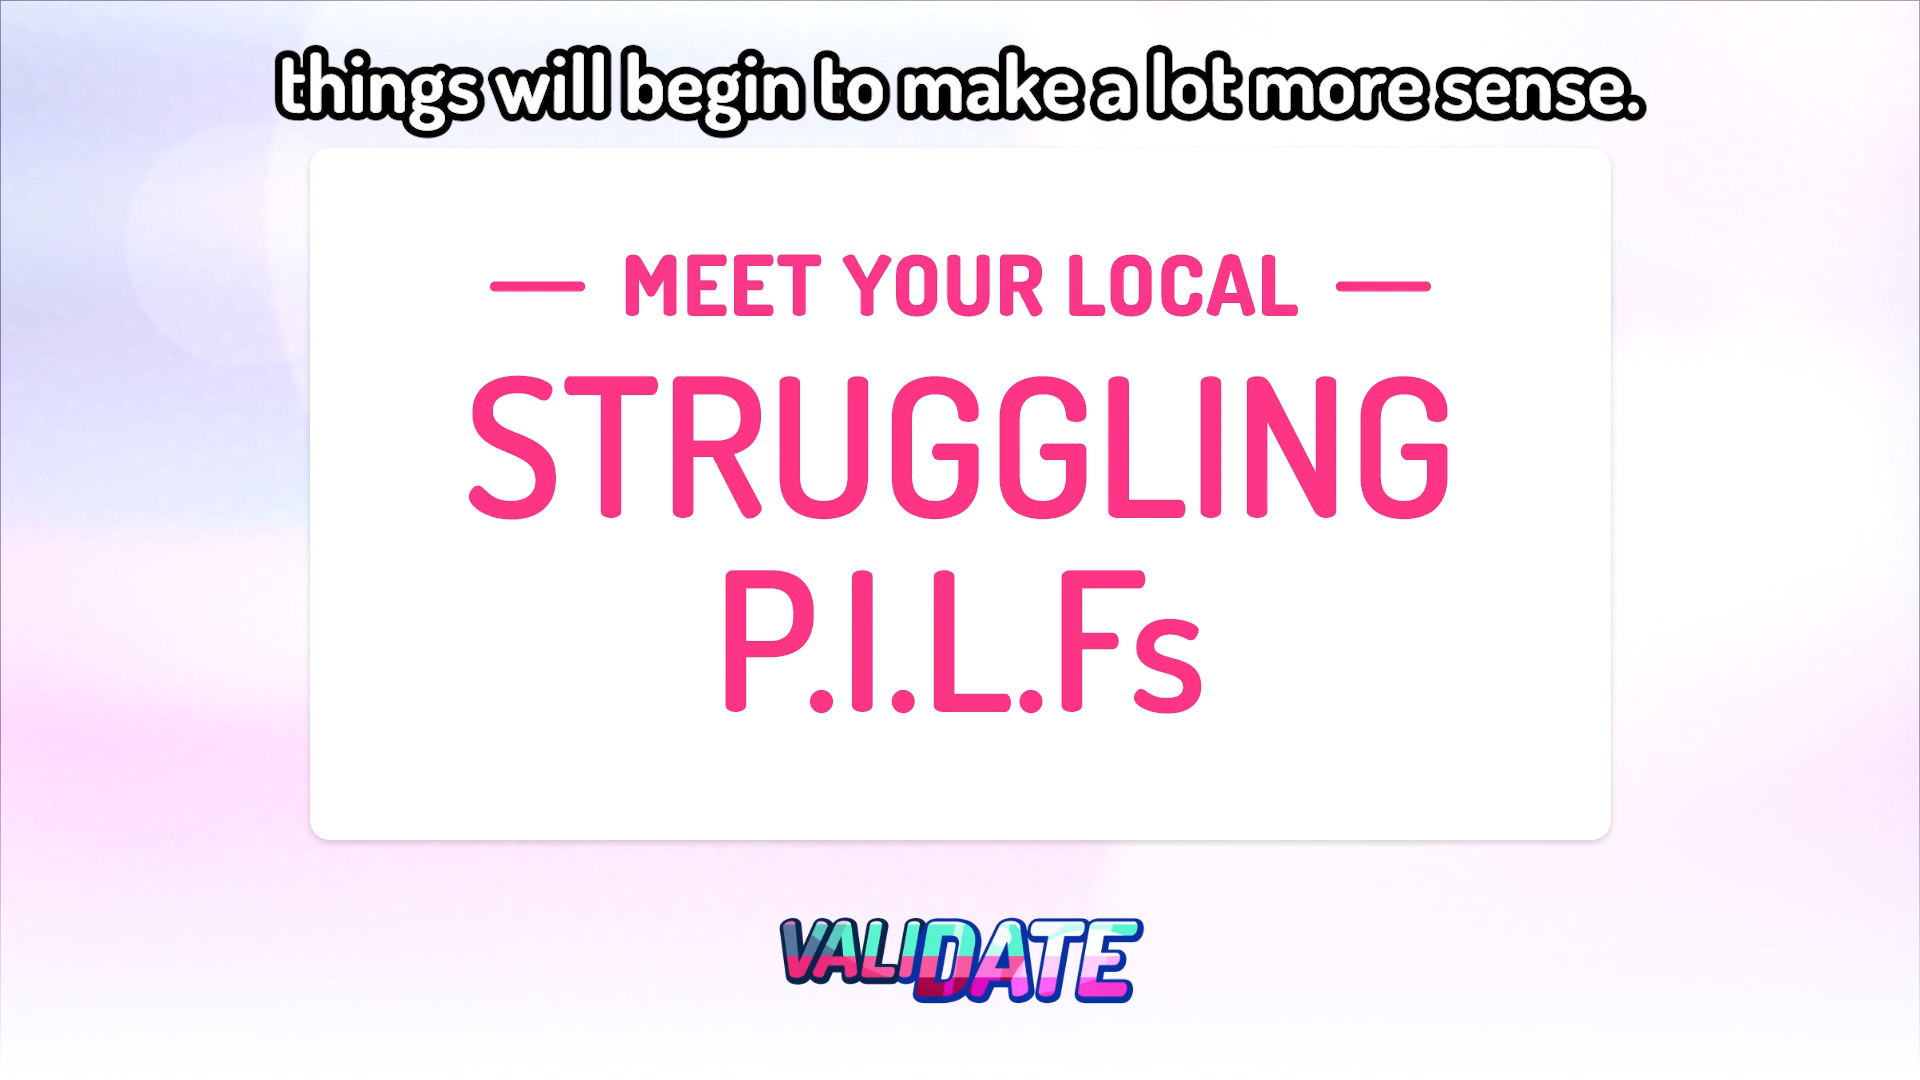 things will begin to make a lot more sense.
MEET YOUR LOCAL
STRUGGLING
P.I.L.Fs
VALIDATE